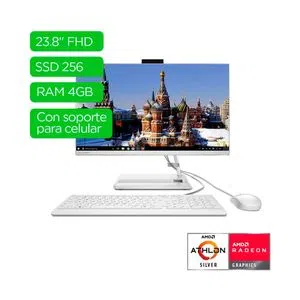 23.8" FHD
SSD 256
RAM 4GB
Con soporte
para celular
AMD
ATHLON
SILVER
AMD
RADEON
GRAPHICS